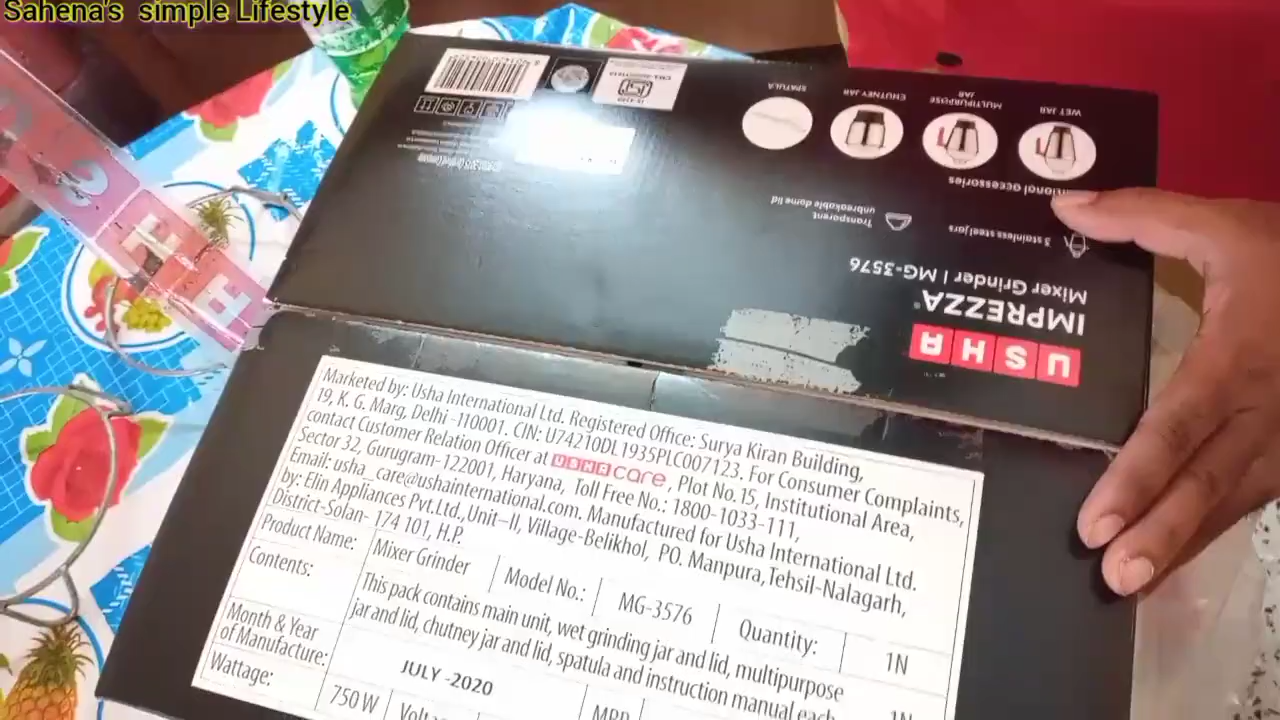 Sahena's simple Lifestyle
SPATULA
CHUTNEY JAR
MULTIPURPOSE
JAR
WET JAR
accessories
Transparent,
unbreakable dome lid
3 stainless steel jars
Mixer Grinder | MG-3576
IMPREZZA
USHA
Marketed by: Usha International Ltd. Registered Office: Surya Kiran Building,
19, K. G. Marg, Delhi -110001. CIN: U74210DL1935PLC007123. For Consumer Complaints,
contact Customer Relation Officer at USHA care, Plot No.15, Institutional Area,
Sector 32, Gurugram-122001, Haryana, Toll Free No.: 1800-1033-111,
Email: usha_care@ushainternational.com. Manufactured for Usha International Ltd.
by: Elin Appliances Pvt.Ltd.,Unit-II, Village-Belikhol, PO. Manpura,Tehsil-Nalagarh,
District-Solan- 174 101, H.P.
Product Name: Mixer Grinder Model No.: MG-3576 Quantity: 1N
Contents: This pack contains main unit, wet grinding jar and lid, multipurpose
jar and lid, chutney jar and lid, spatula and instruction manual each 1N
Month & Year
of Manufacture: JULY -2020
Wattage: 750 W MRP